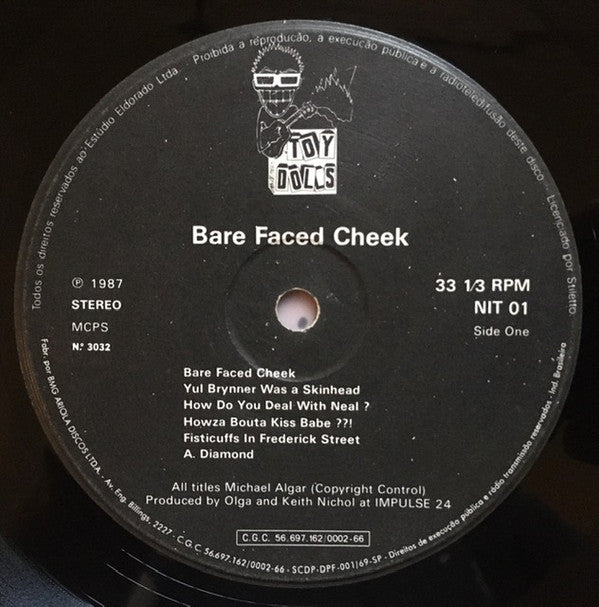 Todos os direitos reservados ao Estúdio Eldorado Ltda. Proibida a reprodução, a execução pública e a radioteledifusão deste disco. Licenciado por Stiletto
TOY
DOLLS
Bare Faced Cheek
℗ 1987
STEREO
MCPS
N.º 3032
33 1/3 RPM
NIT 01
Side One
Bare Faced Cheek
Yul Brynner Was a Skinhead
How Do You Deal With Neal ?
Howza Bouta Kiss Babe ??!
Fisticuffs In Frederick Street
A. Diamond
All titles Michael Algar (Copyright Control)
Produced by Olga and Keith Nichol at IMPULSE 24
C.G.C. 56.697.162/0002-66
Fabr. por BMG ARIOLA DISCOS LTDA. - Av. Eng. Billings, 2227 - C.G.C. 56.697.162/0002-66 - SCDP-DPF-001/69-SP - Direitos de execução pública e rádio transmissão reservados - Ind. Brasileira